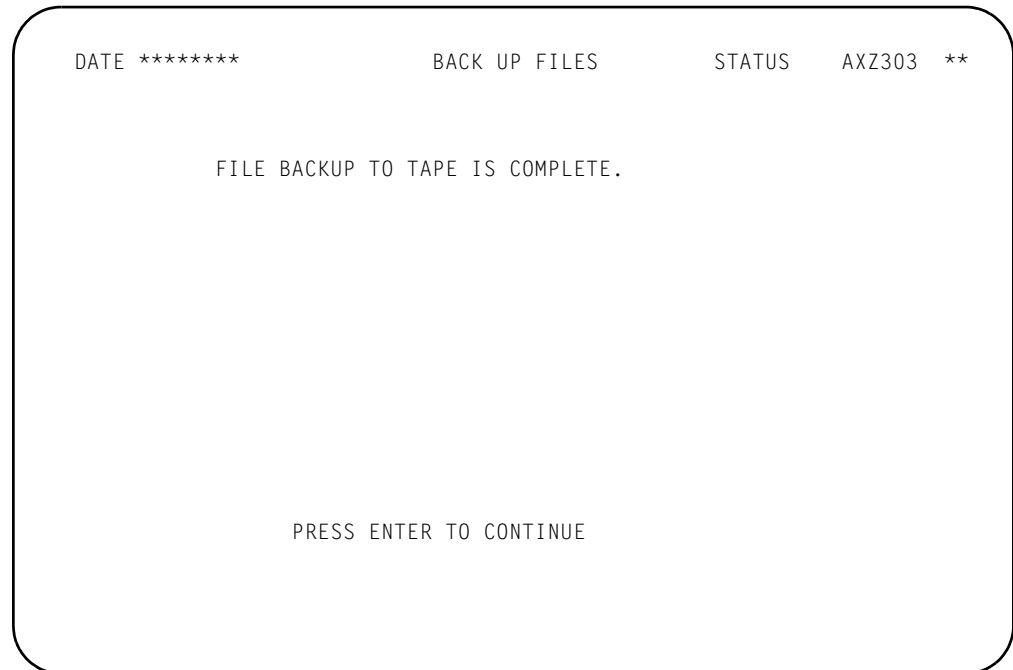 DATE ******** BACK UP FILES STATUS AXZ303 **
FILE BACKUP TO TAPE IS COMPLETE.
PRESS ENTER TO CONTINUE